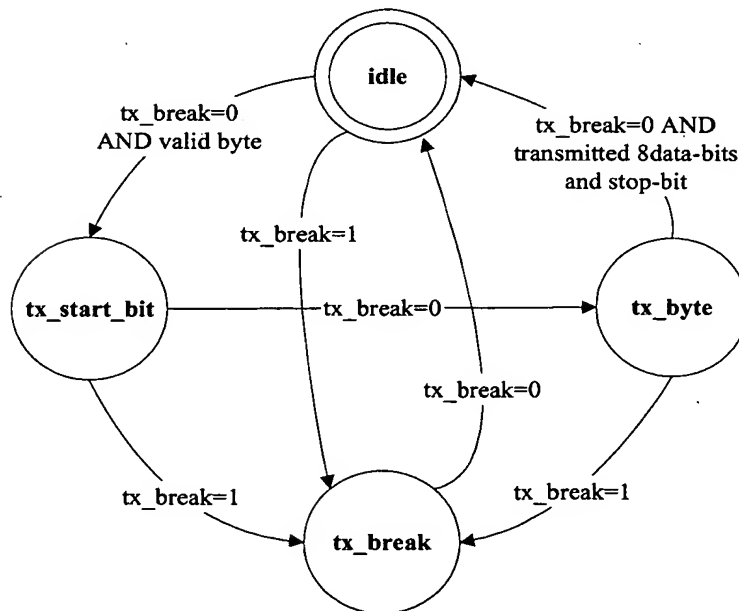 idle
tx_break=0
AND valid byte
tx_break=0 AND
transmitted 8data-bits
and stop-bit
tx_break=1
tx_start_bit
tx_break=0
tx_byte
tx_break=0
tx_break=1
tx_break=1
tx_break